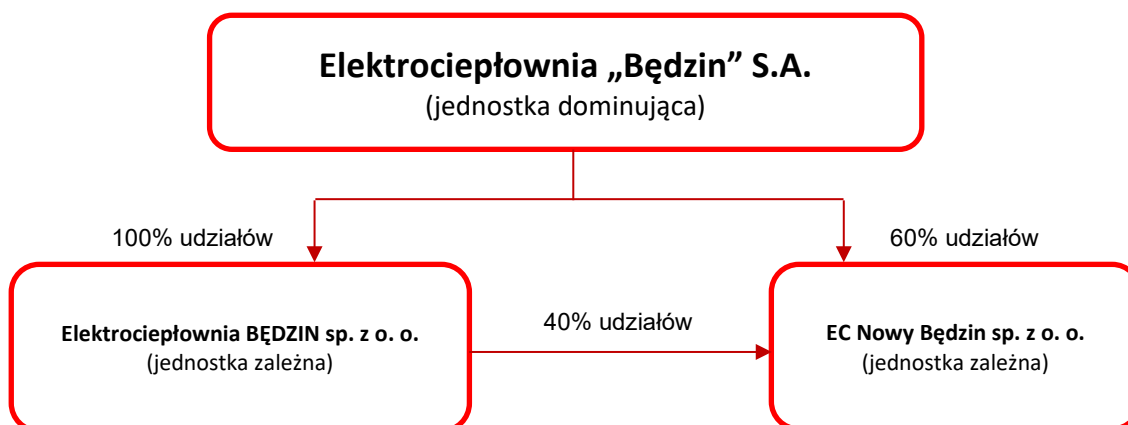 Elektrociepłownia „Będzin” S.A.
(jednostka dominująca)
100% udziałów
60% udziałów
Elektrociepłownia BĘDZIN sp. z o. o.
(jednostka zależna)
40% udziałów
EC Nowy Będzin sp. z o. o.
(jednostka zależna)